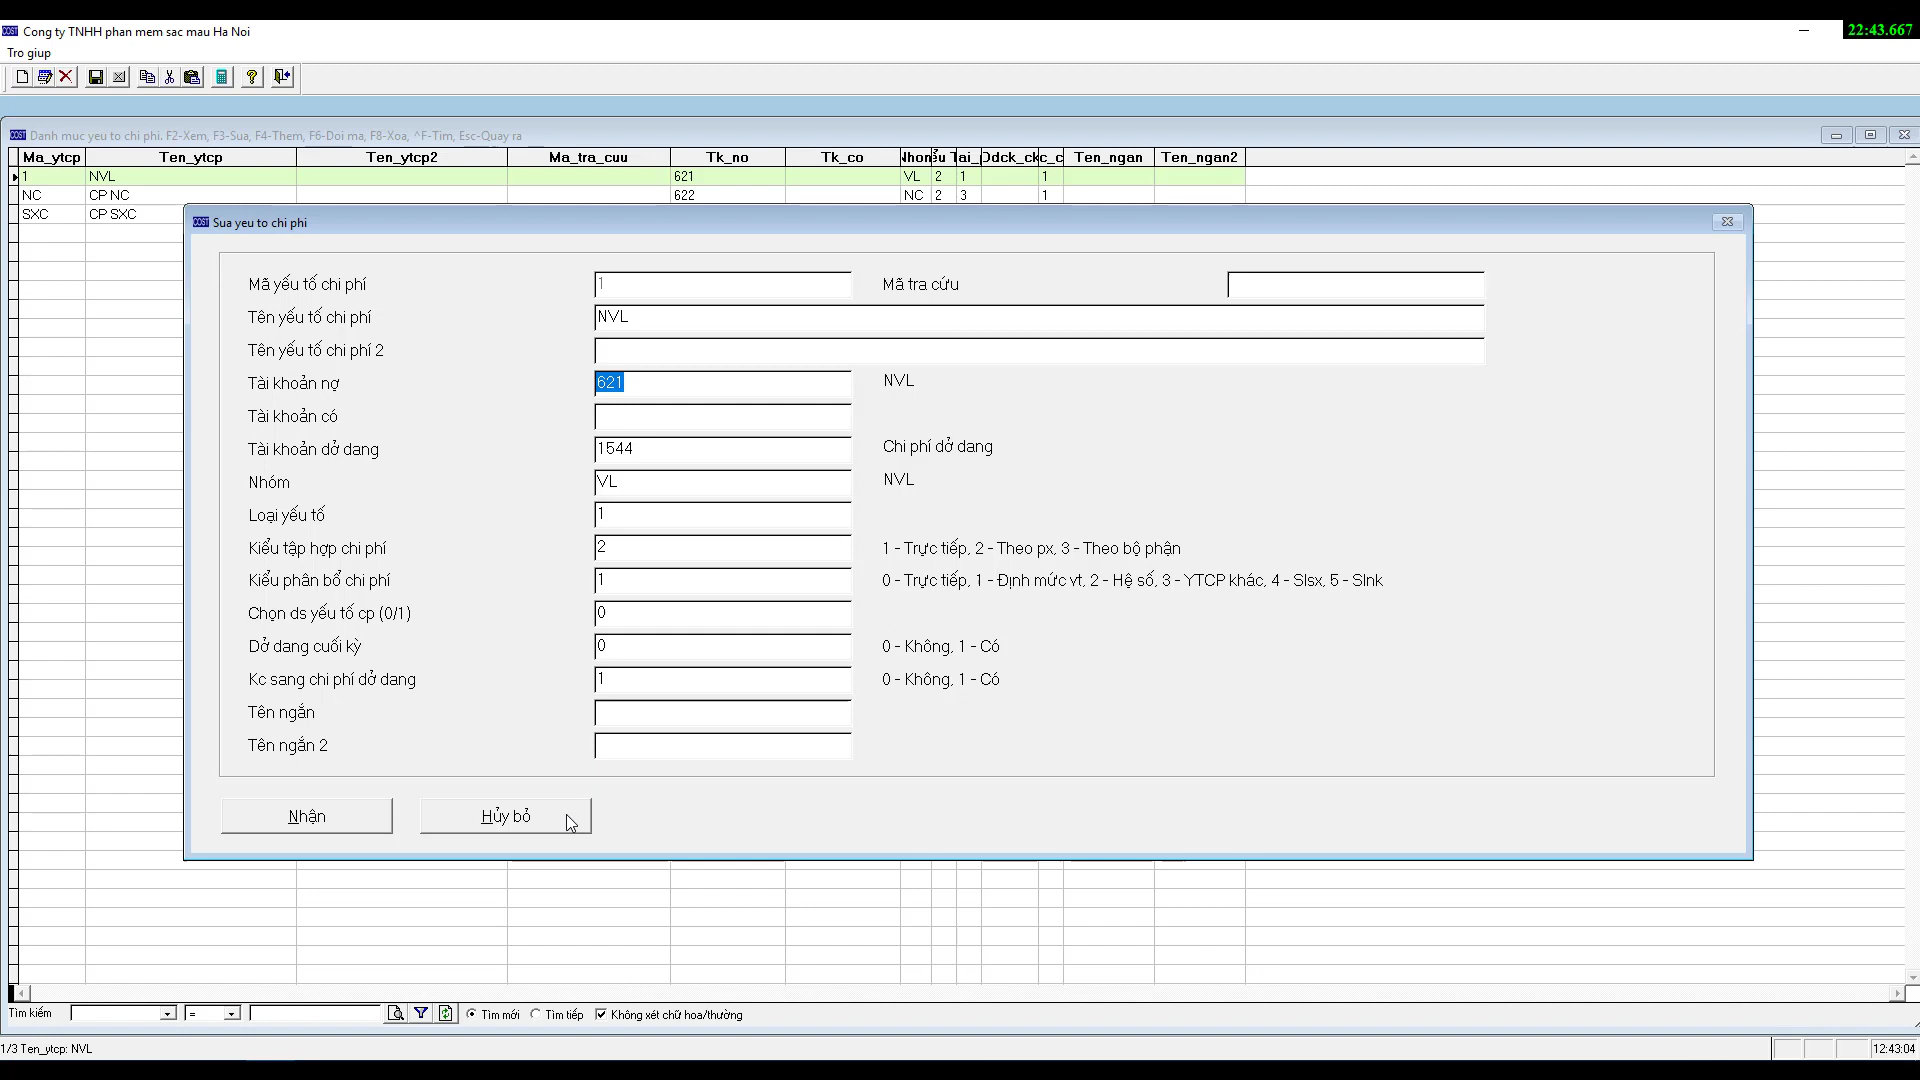 COST Cong ty TNHH phan mem sac mau Ha Noi
22:43.667
Tro giup
COST Danh muc yeu to chi phi. F2-Xem, F3-Sua, F4-Them, F6-Doi ma, F8-Xoa, ^F-Tim, Esc-Quay ra
Ma_ytcp Ten_ytcp Ten_ytcp2 Ma_tra_cuu Tk_no Tk_co Ten_ngan Ten_ngan2
1 NVL 621 VL 2 1 1
NC CP NC 622 NC 2 3 1
SXC CP SXC
COST Sua yeu to chi phi
Mã yếu tố chi phí 1 Mã tra cứu
Tên yếu tố chi phí NVL
Tên yếu tố chi phí 2
Tài khoản nợ 621 NVL
Tài khoản có
Tài khoản dở dang 1544 Chi phí dở dang
Nhóm VL NVL
Loại yếu tố 1
Kiểu tập hợp chi phí 2 1 - Trực tiếp, 2 - Theo px, 3 - Theo bộ phận
Kiểu phân bổ chi phí 1 0 - Trực tiếp, 1 - Định mức vt, 2 - Hệ số, 3 - YTCP khác, 4 - Slsx, 5 - Slnk
Chọn ds yếu tố cp (0/1) 0
Dở dang cuối kỳ 0 0 - Không, 1 - Có
Kc sang chi phí dở dang 1 0 - Không, 1 - Có
Tên ngắn
Tên ngắn 2
Nhận Hủy bỏ
Tìm kiếm = Tìm mới Tìm tiếp Không xét chữ hoa/thường
1/3 Ten_ytcp: NVL 12:43:04